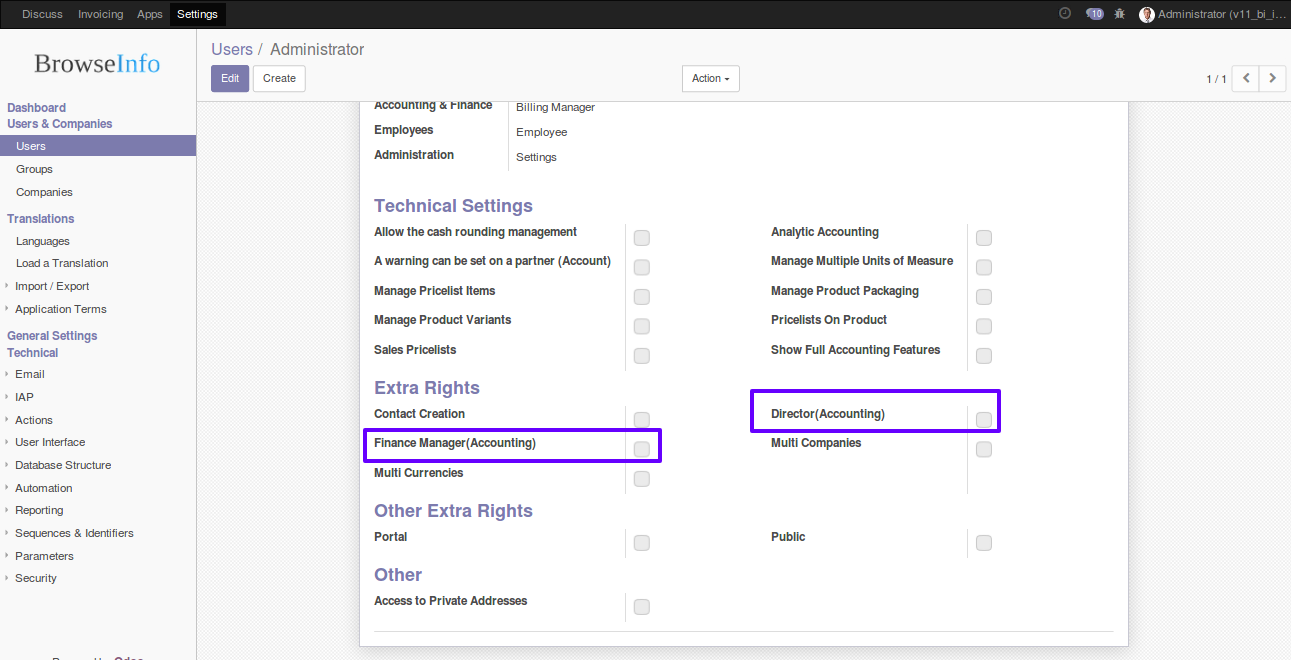 Discuss Invoicing Apps Settings
10 Administrator (v11_bi_i...
BrowseInfo
Dashboard
Users & Companies
Users
Groups
Companies
Translations
Languages
Load a Translation
Import / Export
Application Terms
General Settings
Technical
Email
IAP
Actions
User Interface
Database Structure
Automation
Reporting
Sequences & Identifiers
Parameters
Security
Users / Administrator
Edit Create Action 1 / 1
Accounting & Finance Billing Manager
Employees Employee
Administration Settings
Technical Settings
Allow the cash rounding management Analytic Accounting
A warning can be set on a partner (Account) Manage Multiple Units of Measure
Manage Pricelist Items Manage Product Packaging
Manage Product Variants Pricelists On Product
Sales Pricelists Show Full Accounting Features
Extra Rights
Contact Creation Director(Accounting)
Finance Manager(Accounting) Multi Companies
Multi Currencies
Other Extra Rights
Portal Public
Other
Access to Private Addresses